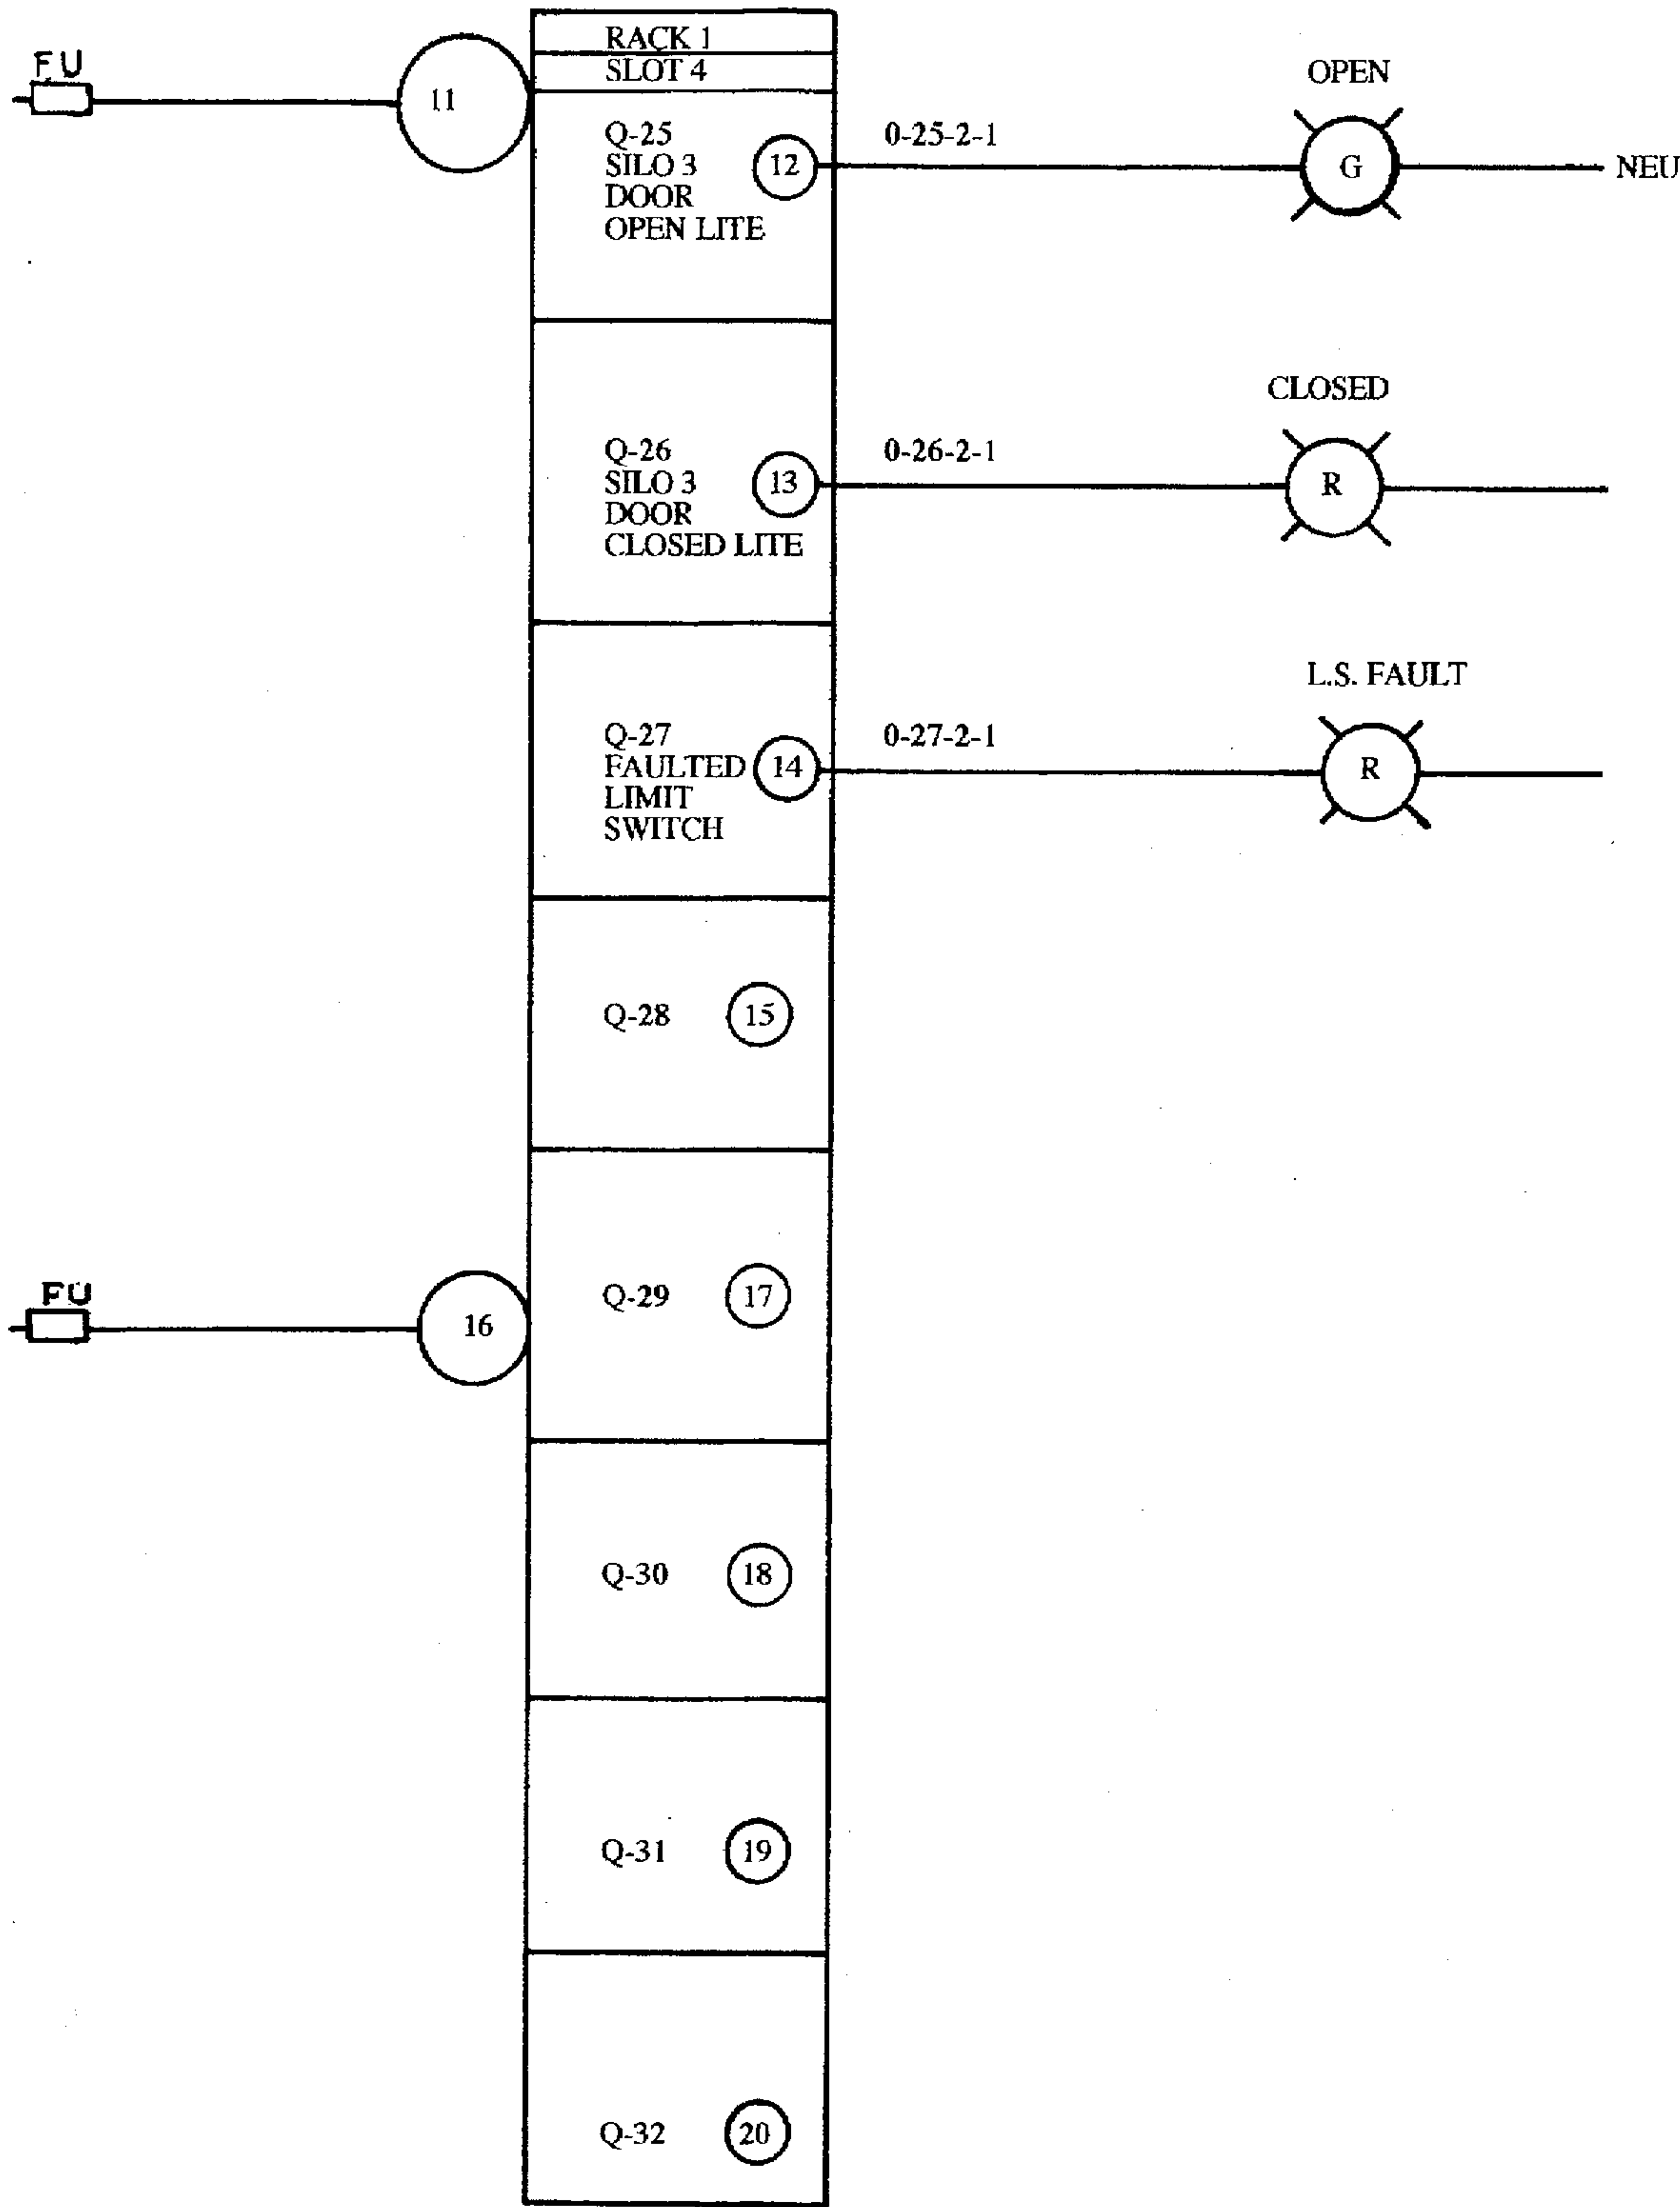 RACK 1
SLOT 4
FU
11
Q-25
SILO 3
DOOR
OPEN LITE
12
0-25-2-1
OPEN
G
NEU
Q-26
SILO 3
DOOR
CLOSED LITE
13
0-26-2-1
CLOSED
R
Q-27
FAULTED
LIMIT
SWITCH
14
0-27-2-1
L.S. FAULT
R
Q-28
15
FU
16
Q-29
17
Q-30
18
Q-31
19
Q-32
20